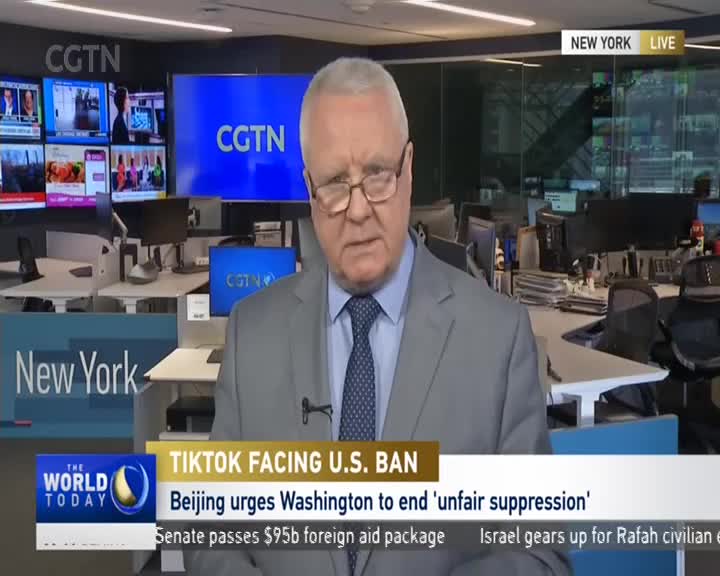 CGTN
NEW YORK LIVE
CGTN
CGTN
New York
TIKTOK FACING U.S. BAN
THE WORLD TODAY
Beijing urges Washington to end 'unfair suppression'
Senate passes $95b foreign aid package Israel gears up for Rafah civilian